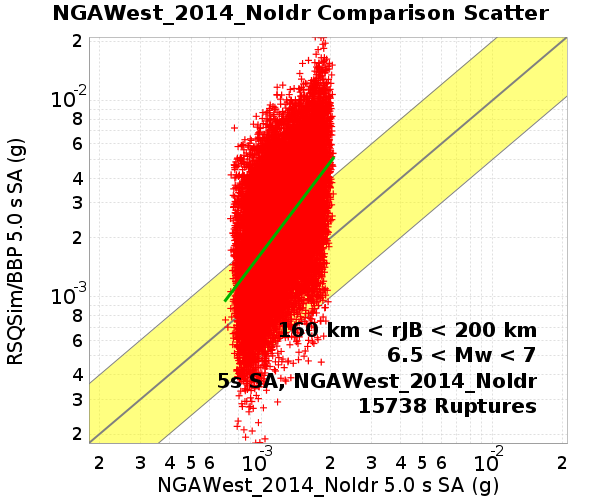 NGAWest_2014_NoIdr Comparison Scatter
2
10-2
8
6
4
3
2
10-3
8
6
4
3
2
RSQSim/BBP 5.0 s SA (g)
160 km < rJB < 200 km
6.5 < Mw < 7
5s SA, NGAWest_2014_NoIdr
15738 Ruptures
2 3 4 5 6 8 10-3 2 3 4 5 6 8 10-2 2
NGAWest_2014_NoIdr 5.0 s SA (g)